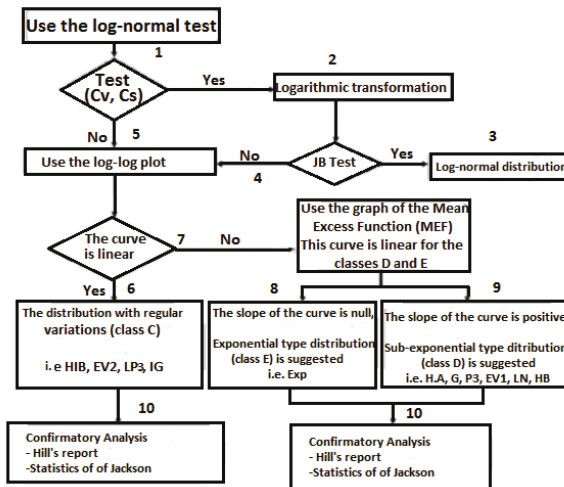 Use the log-normal test
1
2
Test
(Cv, Cs)
Yes
Logarithmic transformation
No
5
3
Use the log-log plot
No
4
JB Test
Yes
Log-normal distribution
The curve
is linear
7
No
Use the graph of the Mean
Excess Function (MEF)
This curve is linear for the
classes D and E
Yes
6
8
9
The distribution with regular
variations (class C)
i.e HIB, EV2, LP3, IG
The slope of the curve is null,
Exponential type distribution
(class E) is suggested
i.e. Exp
The slope of the curve is positive
Sub-exponential type ditribution
(class D) is suggested
i.e. H.A, G, P3, EV1, LN, HB
10
10
Confirmatory Analysis
- Hill's report
-Statistics of of Jackson
Confirmatory Analysis
- Hill's report
-Statistics of of Jackson